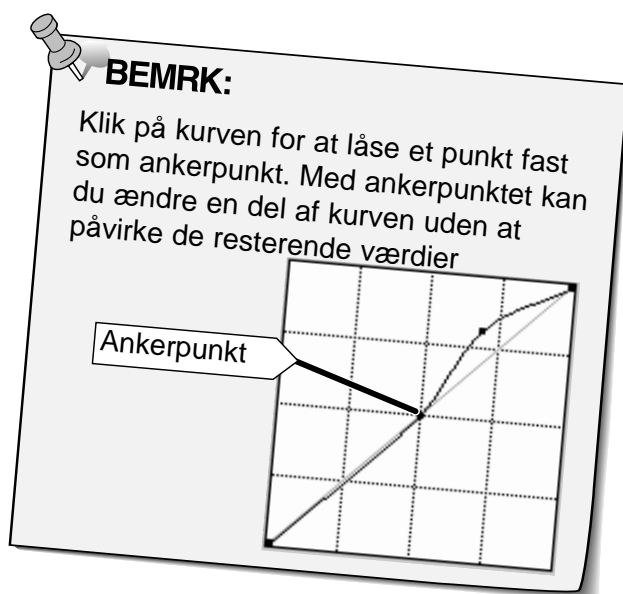 BEMRK:
Klik på kurven for at låse et punkt fast
som ankerpunkt. Med ankerpunktet kan
du ændre en del af kurven uden at
påvirke de resterende værdier
Ankerpunkt